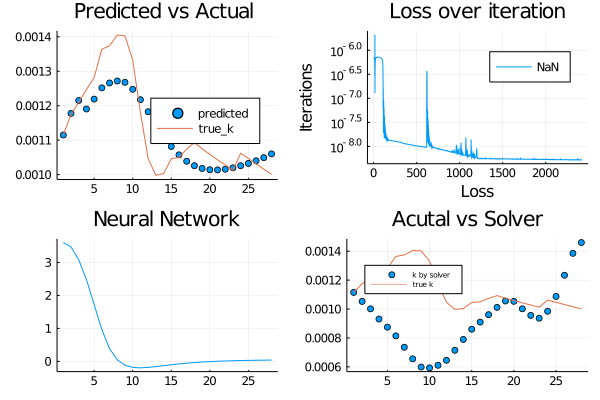 Predicted vs Actual
0.0014
0.0013
0.0012
0.0011
0.0010
5 10 15 20 25
predicted
true_k
Loss over iteration
10^-6.0
10^-7.0
10^-7.5
10^-8.0
Iterations
0 500 1000 1500 2000
Loss
NaN
Neural Network
3
2
1
0
5 10 15 20 25
Acutal vs Solver
0.0014
0.0012
0.0010
0.0008
0.0006
5 10 15 20 25
k by solver
true k